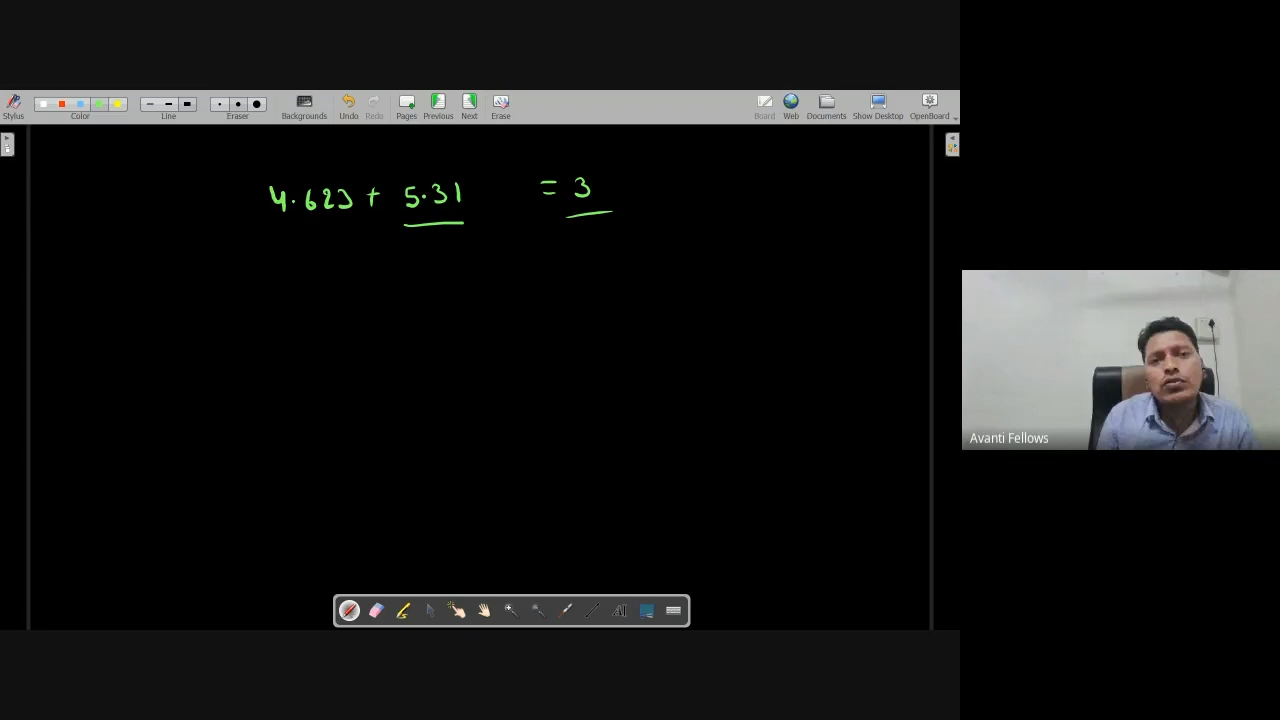 Stylus Color Line Eraser Backgrounds Undo Redo Pages Previous Next Erase Board Web Documents Show Desktop OpenBoard
4.623 + 5.31 = 3
Avanti Fellows
AI